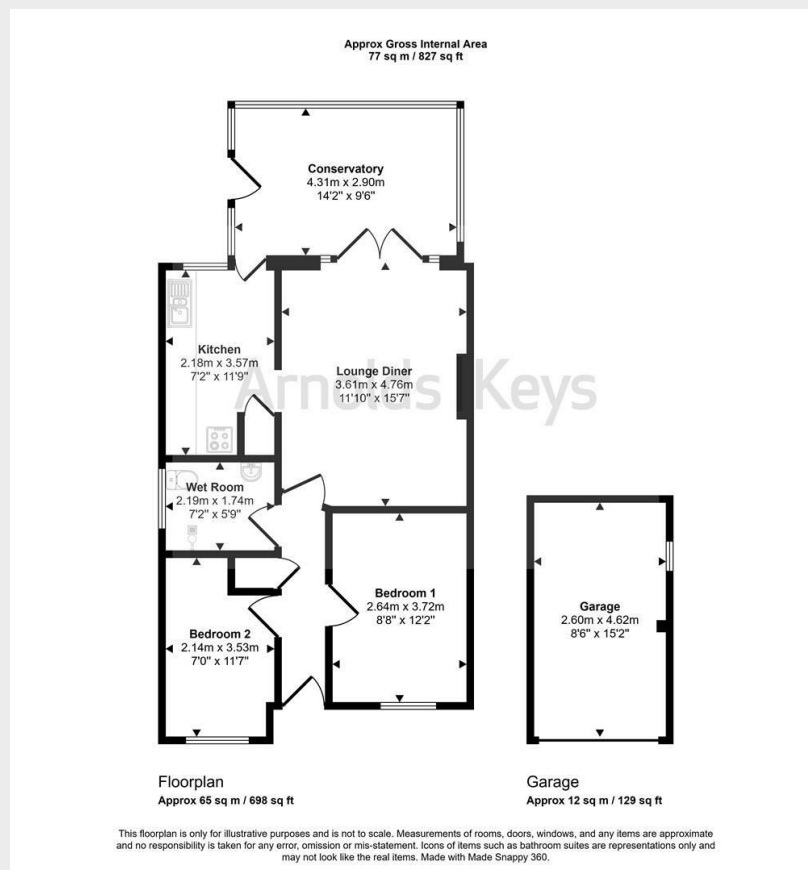 Approx Gross Internal Area
77 sq m / 827 sq ft
Conservatory
4.31m x 2.90m
14'2" x 9'6"
Kitchen
2.18m x 3.57m
7'2" x 11'9"
Lounge Diner
3.61m x 4.76m
11'10" x 15'7"
Arnolds Keys
Wet Room
2.19m x 1.74m
7'2" x 5'9"
Bedroom 1
2.64m x 3.72m
8'8" x 12'2"
Garage
2.60m x 4.62m
8'6" x 15'2"
Bedroom 2
2.14m x 3.53m
7'0" x 11'7"
Floorplan
Approx 65 sq m / 698 sq ft
Garage
Approx 12 sq m / 129 sq ft
This floorplan is only for illustrative purposes and is not to scale. Measurements of rooms, doors, windows, and any items are approximate
and no responsibility is taken for any error, omission or mis-statement. Icons of items such as bathroom suites are representations only and
may not look like the real items. Made with Made Snappy 360.